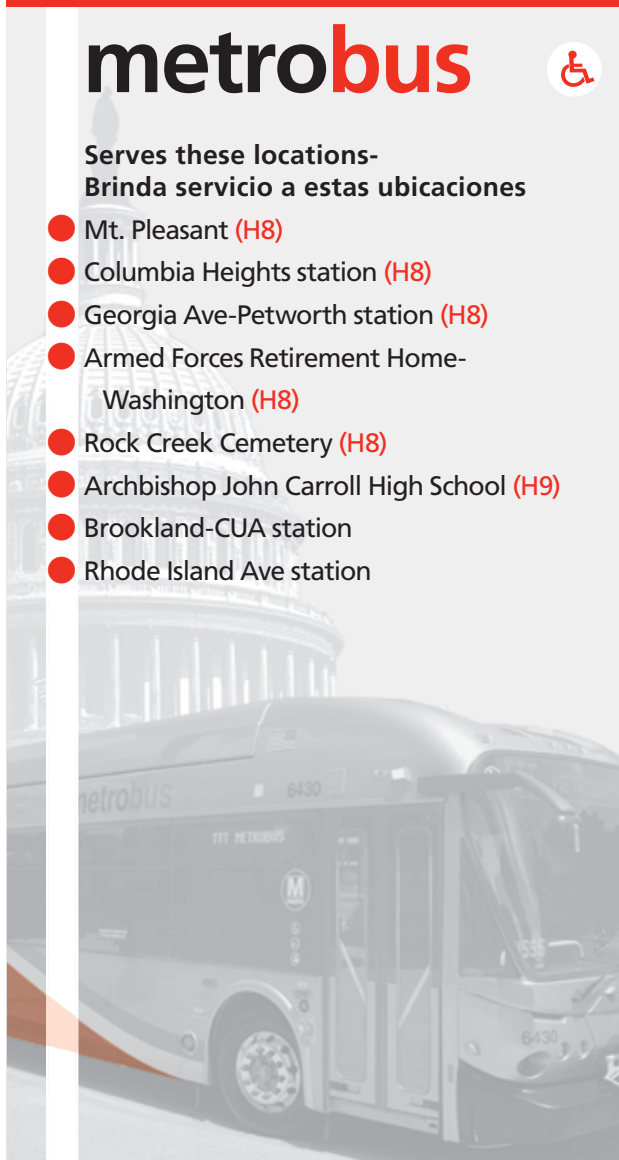 metrobus
Serves these locations-
Brinda servicio a estas ubicaciones
Mt. Pleasant (H8)
Columbia Heights station (H8)
Georgia Ave-Petworth station (H8)
Armed Forces Retirement Home-
Washington (H8)
Rock Creek Cemetery (H8)
Archbishop John Carroll High School (H9)
Brookland-CUA station
Rhode Island Ave station
metrobus
6430
TYT METROBUS
M
6430